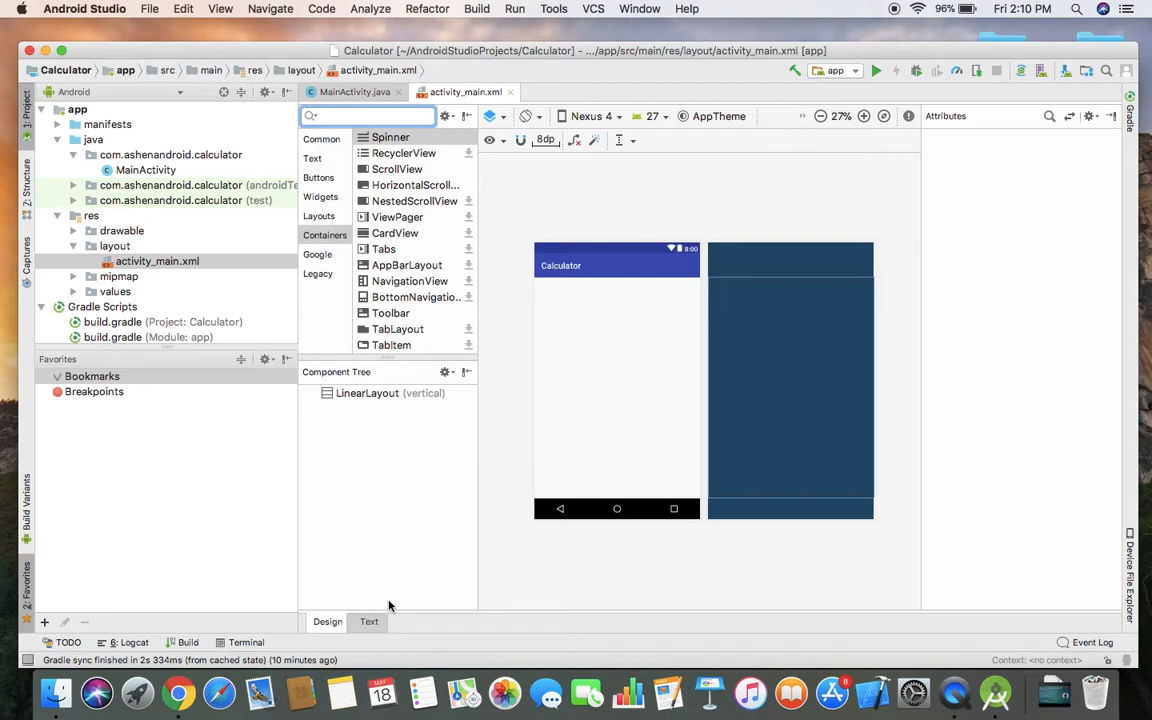 Android Studio File Edit View Navigate Code Analyze Refactor Build Run Tools VCS Window Help 96% Fri 2:10 PM
Calculator [~/AndroidStudioProjects/Calculator] - .../app/src/main/res/layout/activity_main.xml [app]
Calculator app src main res layout activity_main.xml app
Android MainActivity.java activity_main.xml
1: Project
Z: Structure
Captures
Build Variants
2: Favorites
app
manifests
java
com.ashenandroid.calculator
MainActivity
com.ashenandroid.calculator (androidTe
com.ashenandroid.calculator (test)
res
drawable
layout
activity_main.xml
mipmap
values
Gradle Scripts
build.gradle (Project: Calculator)
build.gradle (Module: app)
Favorites
Bookmarks
Breakpoints
Common
Text
Buttons
Widgets
Layouts
Containers
Google
Legacy
Spinner
RecyclerView
ScrollView
HorizontalScroll...
NestedScrollView
ViewPager
CardView
Tabs
AppBarLayout
NavigationView
BottomNavigatio...
Toolbar
TabLayout
TabItem
Component Tree
LinearLayout (vertical)
Nexus 4 27 AppTheme 27% Attributes
8dp
8:00
Calculator
Gradle
Device File Explorer
Design Text
TODO 6: Logcat Build Terminal Event Log
Gradle sync finished in 2s 334ms (from cached state) (10 minutes ago) Context: <no context>
MAY
18
8